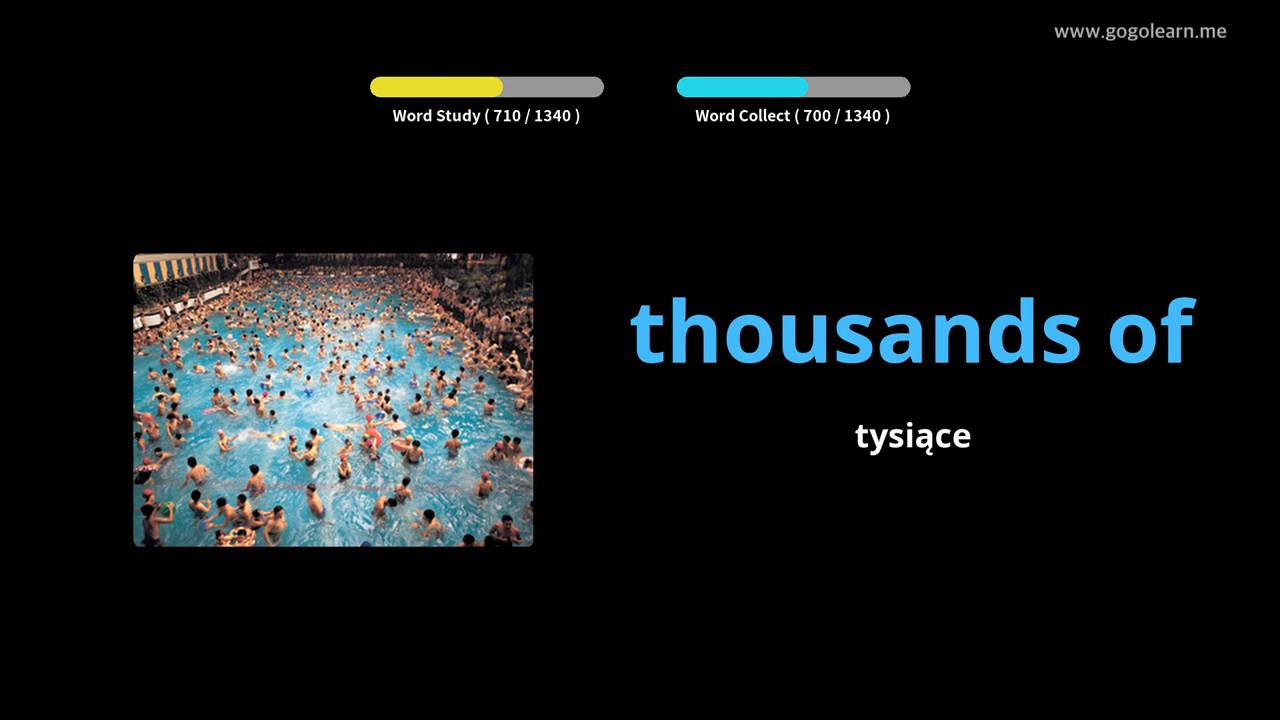 www.gogolearn.me
Word Study ( 710 / 1340 )
Word Collect ( 700 / 1340 )
thousands of
tysiące